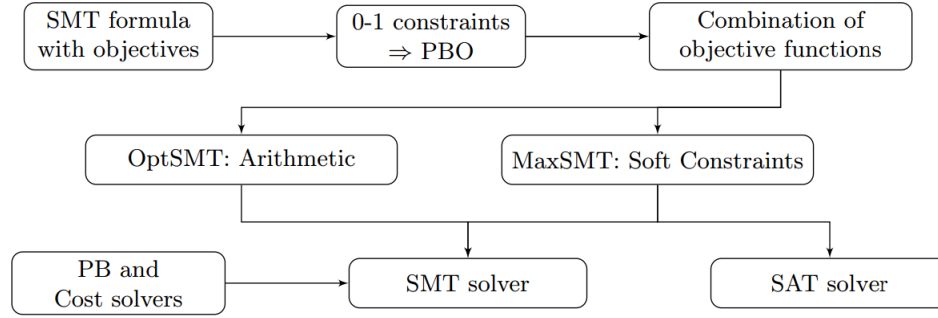 SMT formula
with objectives
0-1 constraints
⇒ PBO
Combination of
objective functions
OptSMT: Arithmetic
MaxSMT: Soft Constraints
PB and
Cost solvers
SMT solver
SAT solver